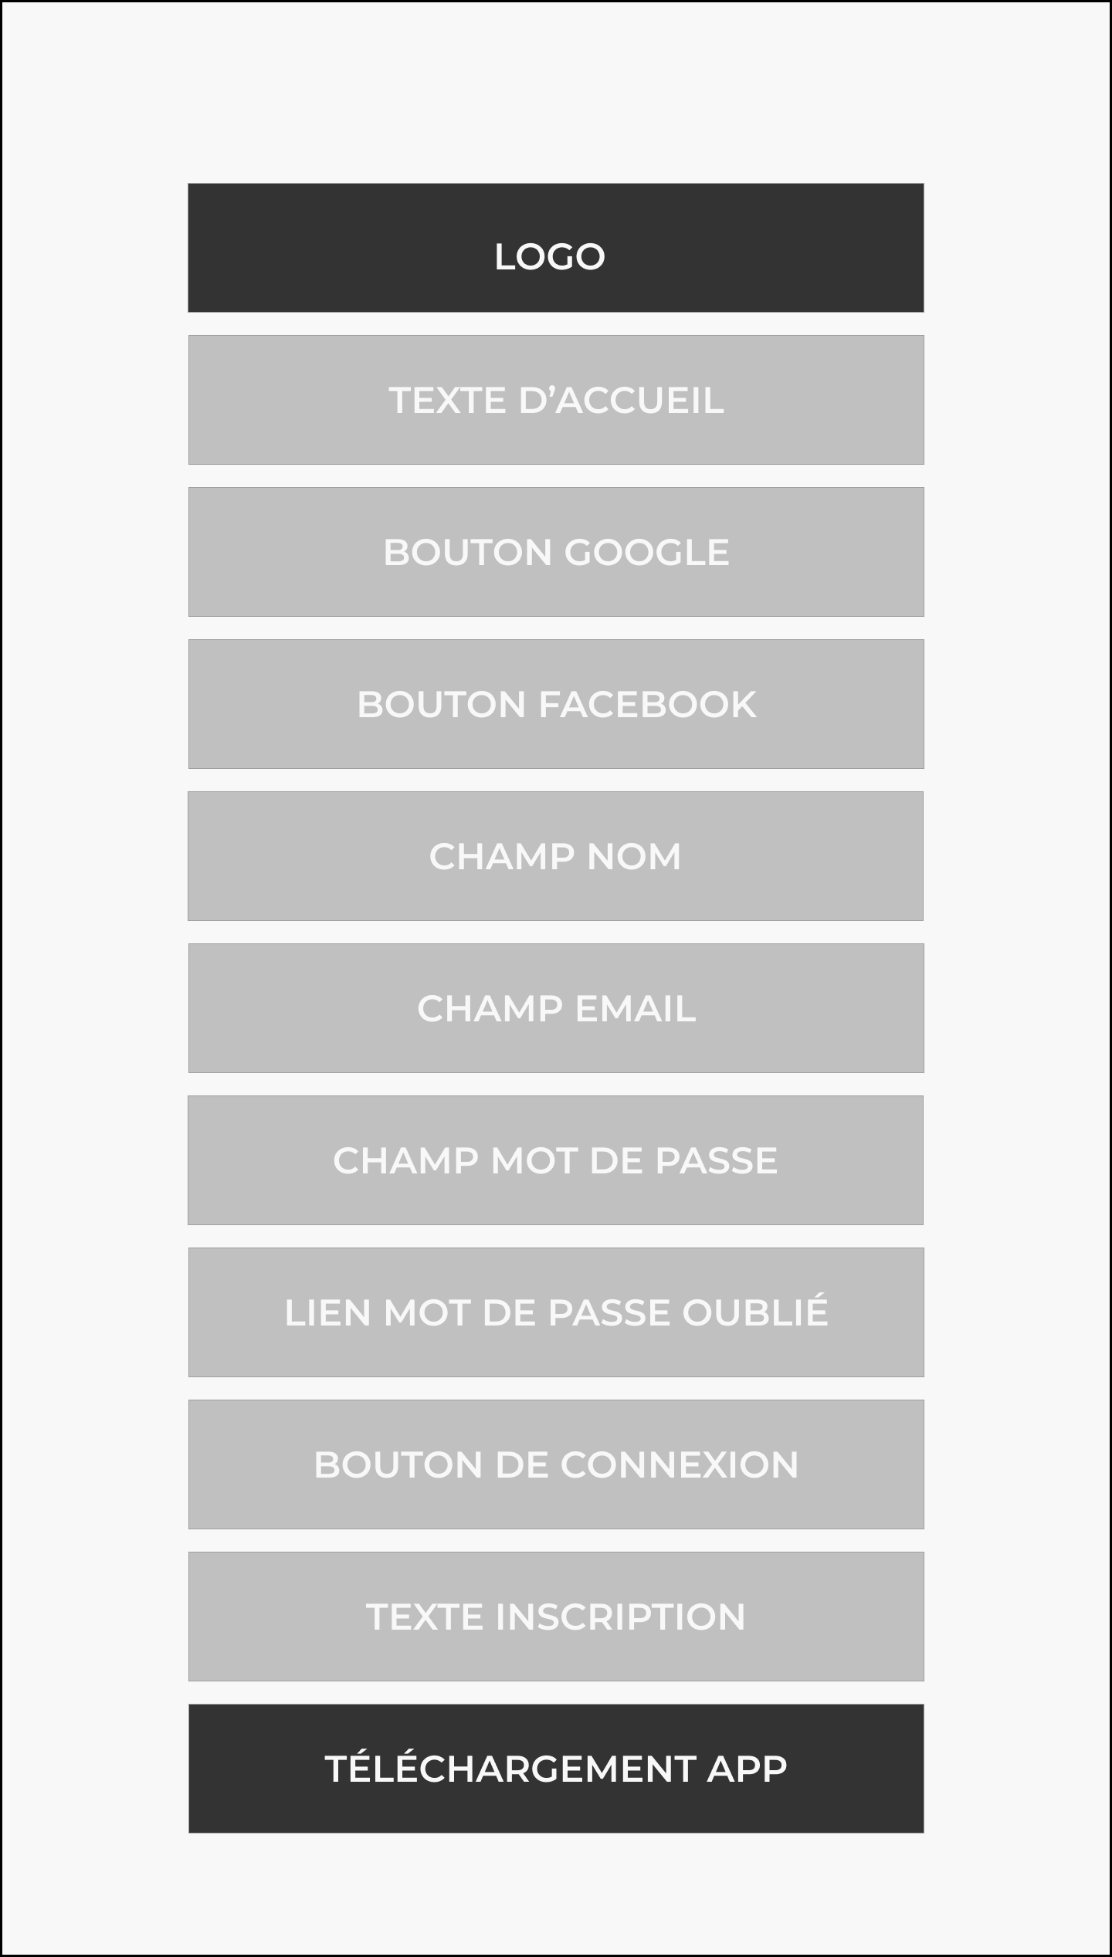 LOGO
TEXTE D’ACCUEIL
BOUTON GOOGLE
BOUTON FACEBOOK
CHAMP NOM
CHAMP EMAIL
CHAMP MOT DE PASSE
LIEN MOT DE PASSE OUBLIÉ
BOUTON DE CONNEXION
TEXTE INSCRIPTION
TÉLÉCHARGEMENT APP